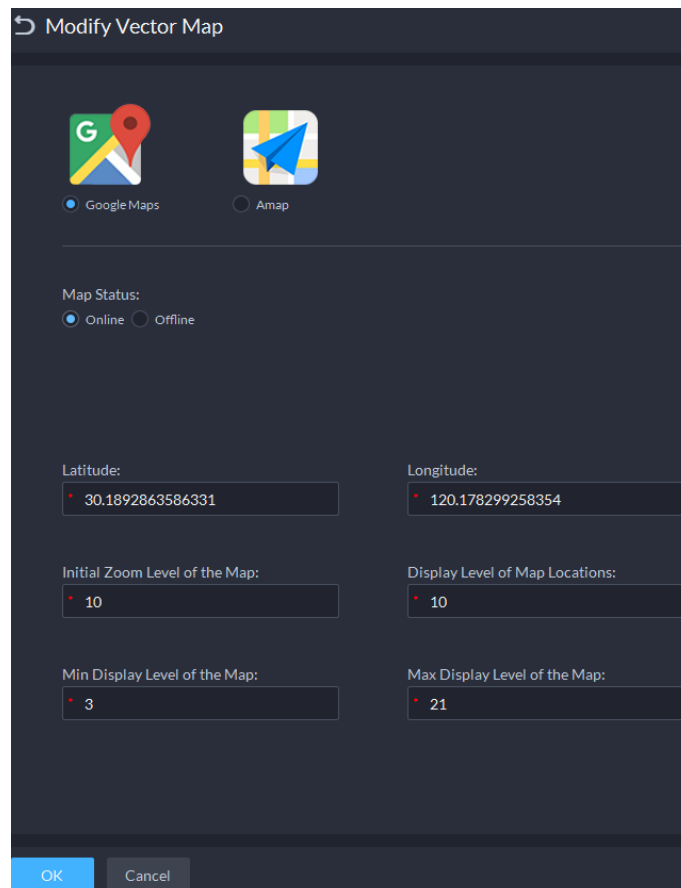 Modify Vector Map
G
Google Maps
Amap
Map Status:
Online Offline
Latitude: Longitude:
* 30.1892863586331 * 120.178299258354
Initial Zoom Level of the Map: Display Level of Map Locations:
* 10 * 10
Min Display Level of the Map: Max Display Level of the Map:
* 3 * 21
OK Cancel